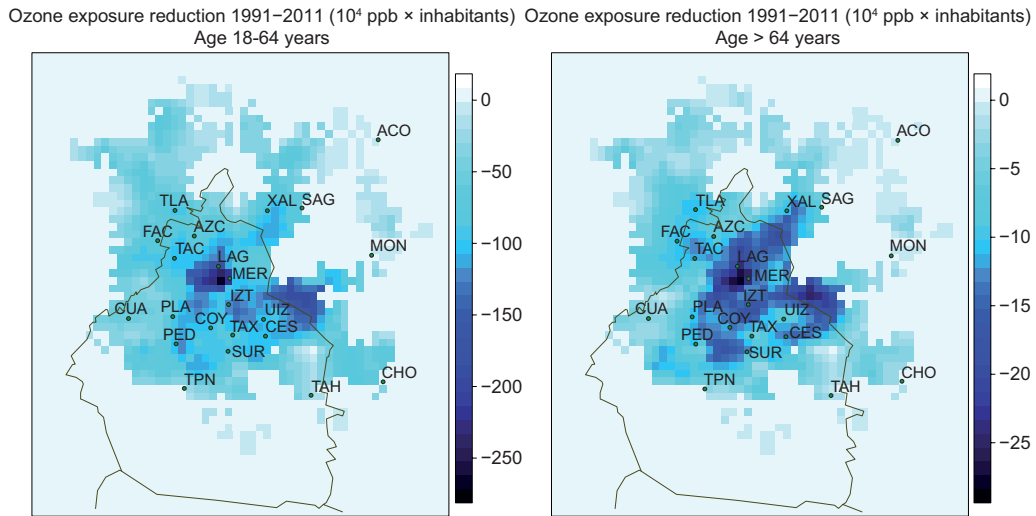 Ozone exposure reduction 1991−2011 (10⁴ ppb × inhabitants)
Age 18-64 years
ACO
TLA
XAL
SAG
FAC
AZC
TAC
MON
LAG
MER
CUA
PLA
IZT
UIZ
COY
PED
TAX
CES
SUR
TPN
TAH
CHO
0
−50
−100
−150
−200
−250
Ozone exposure reduction 1991−2011 (10⁴ ppb × inhabitants)
Age > 64 years
ACO
TLA
XAL
SAG
FAC
AZC
TAC
MON
LAG
MER
CUA
PLA
IZT
UIZ
COY
PED
TAX
CES
SUR
TPN
TAH
CHO
0
−5
−10
−15
−20
−25